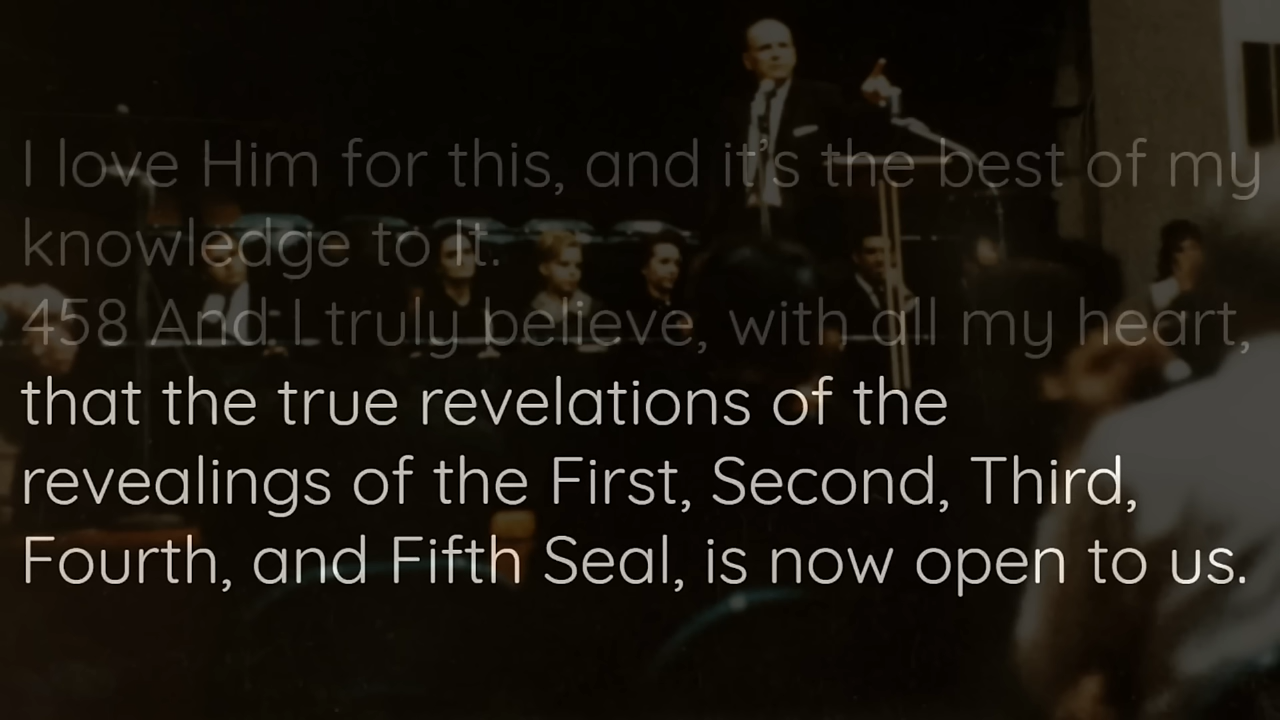 I love Him for this, and it's the best of my
knowledge to It.
458 And I truly believe, with all my heart,
that the true revelations of the
revealings of the First, Second, Third,
Fourth, and Fifth Seal, is now open to us.